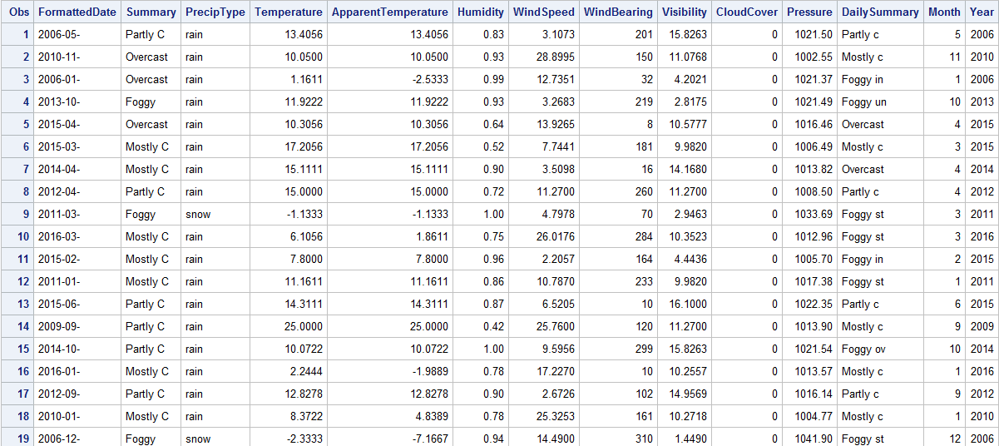 Obs FormattedDate Summary PrecipType Temperature ApparentTemperature Humidity WindSpeed WindBearing Visibility CloudCover Pressure DailySummary Month Year
1 2006-05- Partly C rain 13.4056 13.4056 0.83 3.1073 201 15.8263 0 1021.50 Partly c 5 2006
2 2010-11- Overcast rain 10.0500 10.0500 0.93 28.8995 150 11.0768 0 1002.55 Mostly c 11 2010
3 2006-01- Overcast rain 1.1611 -2.5333 0.99 12.7351 32 4.2021 0 1021.37 Foggy in 1 2006
4 2013-10- Foggy rain 11.9222 11.9222 0.93 3.2683 219 2.8175 0 1021.49 Foggy un 10 2013
5 2015-04- Overcast rain 10.3056 10.3056 0.64 13.9265 8 10.5777 0 1016.46 Overcast 4 2015
6 2015-03- Mostly C rain 17.2056 17.2056 0.52 7.7441 181 9.9820 0 1006.49 Mostly c 3 2015
7 2014-04- Mostly C rain 15.1111 15.1111 0.90 3.5098 16 14.1680 0 1013.82 Overcast 4 2014
8 2012-04- Partly C rain 15.0000 15.0000 0.72 11.2700 260 11.2700 0 1008.50 Partly c 4 2012
9 2011-03- Foggy snow -1.1333 -1.1333 1.00 4.7978 70 2.9463 0 1033.69 Foggy st 3 2011
10 2016-03- Mostly C rain 6.1056 1.8611 0.75 26.0176 284 10.3523 0 1012.96 Foggy st 3 2016
11 2015-02- Mostly C rain 7.8000 7.8000 0.96 2.2057 164 4.4436 0 1005.70 Foggy in 2 2015
12 2011-01- Mostly C rain 11.1611 11.1611 0.86 10.7870 233 9.9820 0 1017.38 Foggy st 1 2011
13 2015-06- Partly C rain 14.3111 14.3111 0.87 6.5205 10 16.1000 0 1022.35 Partly c 6 2015
14 2009-09- Partly C rain 25.0000 25.0000 0.42 25.7600 120 11.2700 0 1013.90 Mostly c 9 2009
15 2014-10- Partly C rain 10.0722 10.0722 1.00 9.5956 299 15.8263 0 1021.54 Foggy ov 10 2014
16 2016-01- Mostly C rain 2.2444 -1.9889 0.78 17.2270 10 10.2557 0 1013.57 Mostly c 1 2016
17 2012-09- Partly C rain 12.8278 12.8278 0.90 2.6726 102 14.9569 0 1016.14 Partly c 9 2012
18 2010-01- Mostly C rain 8.3722 4.8389 0.78 25.3253 161 10.2718 0 1004.77 Mostly c 1 2010
19 2006-12- Foggy snow -2.3333 -7.1667 0.94 14.4900 310 1.4490 0 1041.90 Foggy st 12 2006